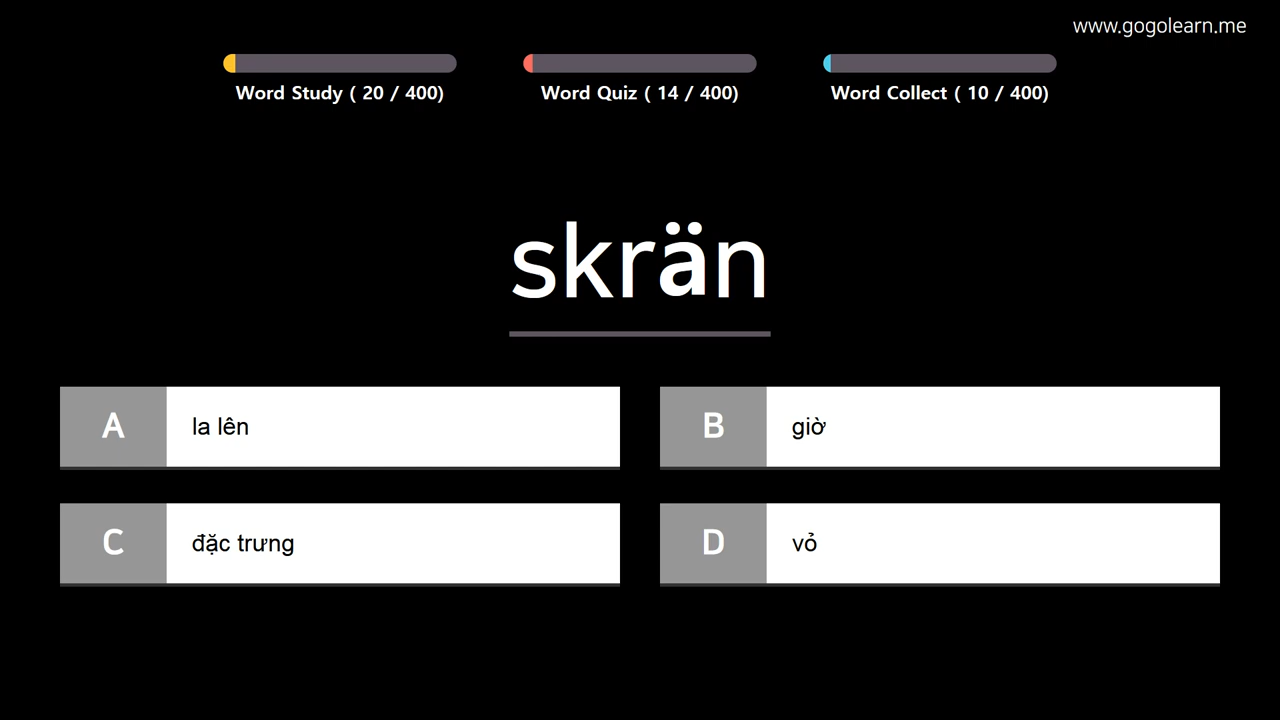 www.gogolearn.me
Word Study ( 20 / 400)
Word Quiz ( 14 / 400)
Word Collect ( 10 / 400)
skrän
A
la lên
B
giờ
C
đặc trưng
D
vỏ